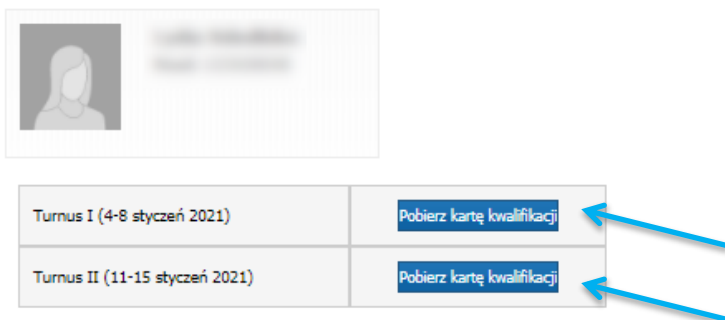 Turnus I (4-8 styczeń 2021) Pobierz kartę kwalifikacji
Turnus II (11-15 styczeń 2021) Pobierz kartę kwalifikacji